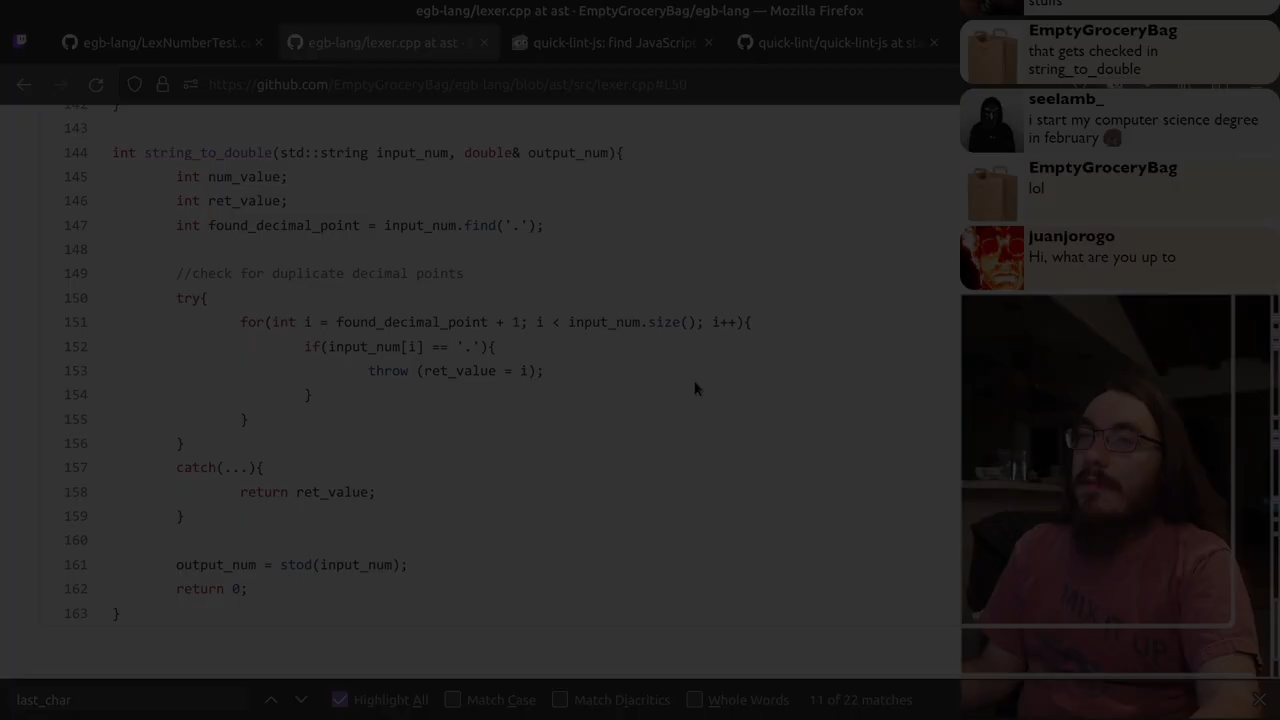 egb-lang/lexer.cpp at ast · EmptyGroceryBag/egb-lang — Mozilla Firefox
egb-lang/LexNumberTest.c
egb-lang/lexer.cpp at ast ·
quick-lint-js: find JavaScript
quick-lint/quick-lint-js at
https://github.com/EmptyGroceryBag/egb-lang/blob/ast/src/lexer.cpp#L50
142 }
143
144 int string_to_double(std::string input_num, double& output_num){
145 int num_value;
146 int ret_value;
147 int found_decimal_point = input_num.find('.');
148
149 //check for duplicate decimal points
150 try{
151 for(int i = found_decimal_point + 1; i < input_num.size(); i++){
152 if(input_num[i] == '.'){
153 throw (ret_value = i);
154 }
155 }
156 }
157 catch(...){
158 return ret_value;
159 }
160
161 output_num = stod(input_num);
162 return 0;
163 }
last_char
Highlight All
Match Case
Match Diacritics
Whole Words
11 of 22 matches
stuffs
EmptyGroceryBag
that gets checked in
string_to_double
seelamb_
i start my computer science degree
in february
EmptyGroceryBag
lol
juanjorogo
Hi, what are you up to
MIX IT
UP